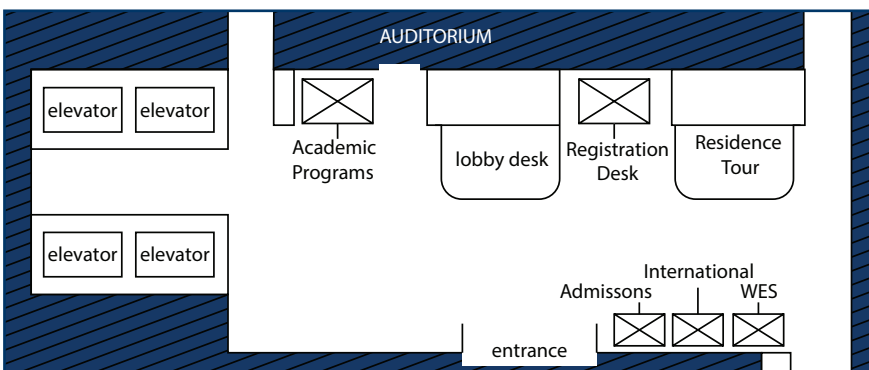 AUDITORIUM
elevator
elevator
Academic
Programs
lobby desk
Registration
Desk
Residence
Tour
elevator
elevator
International
Admissons
WES
entrance